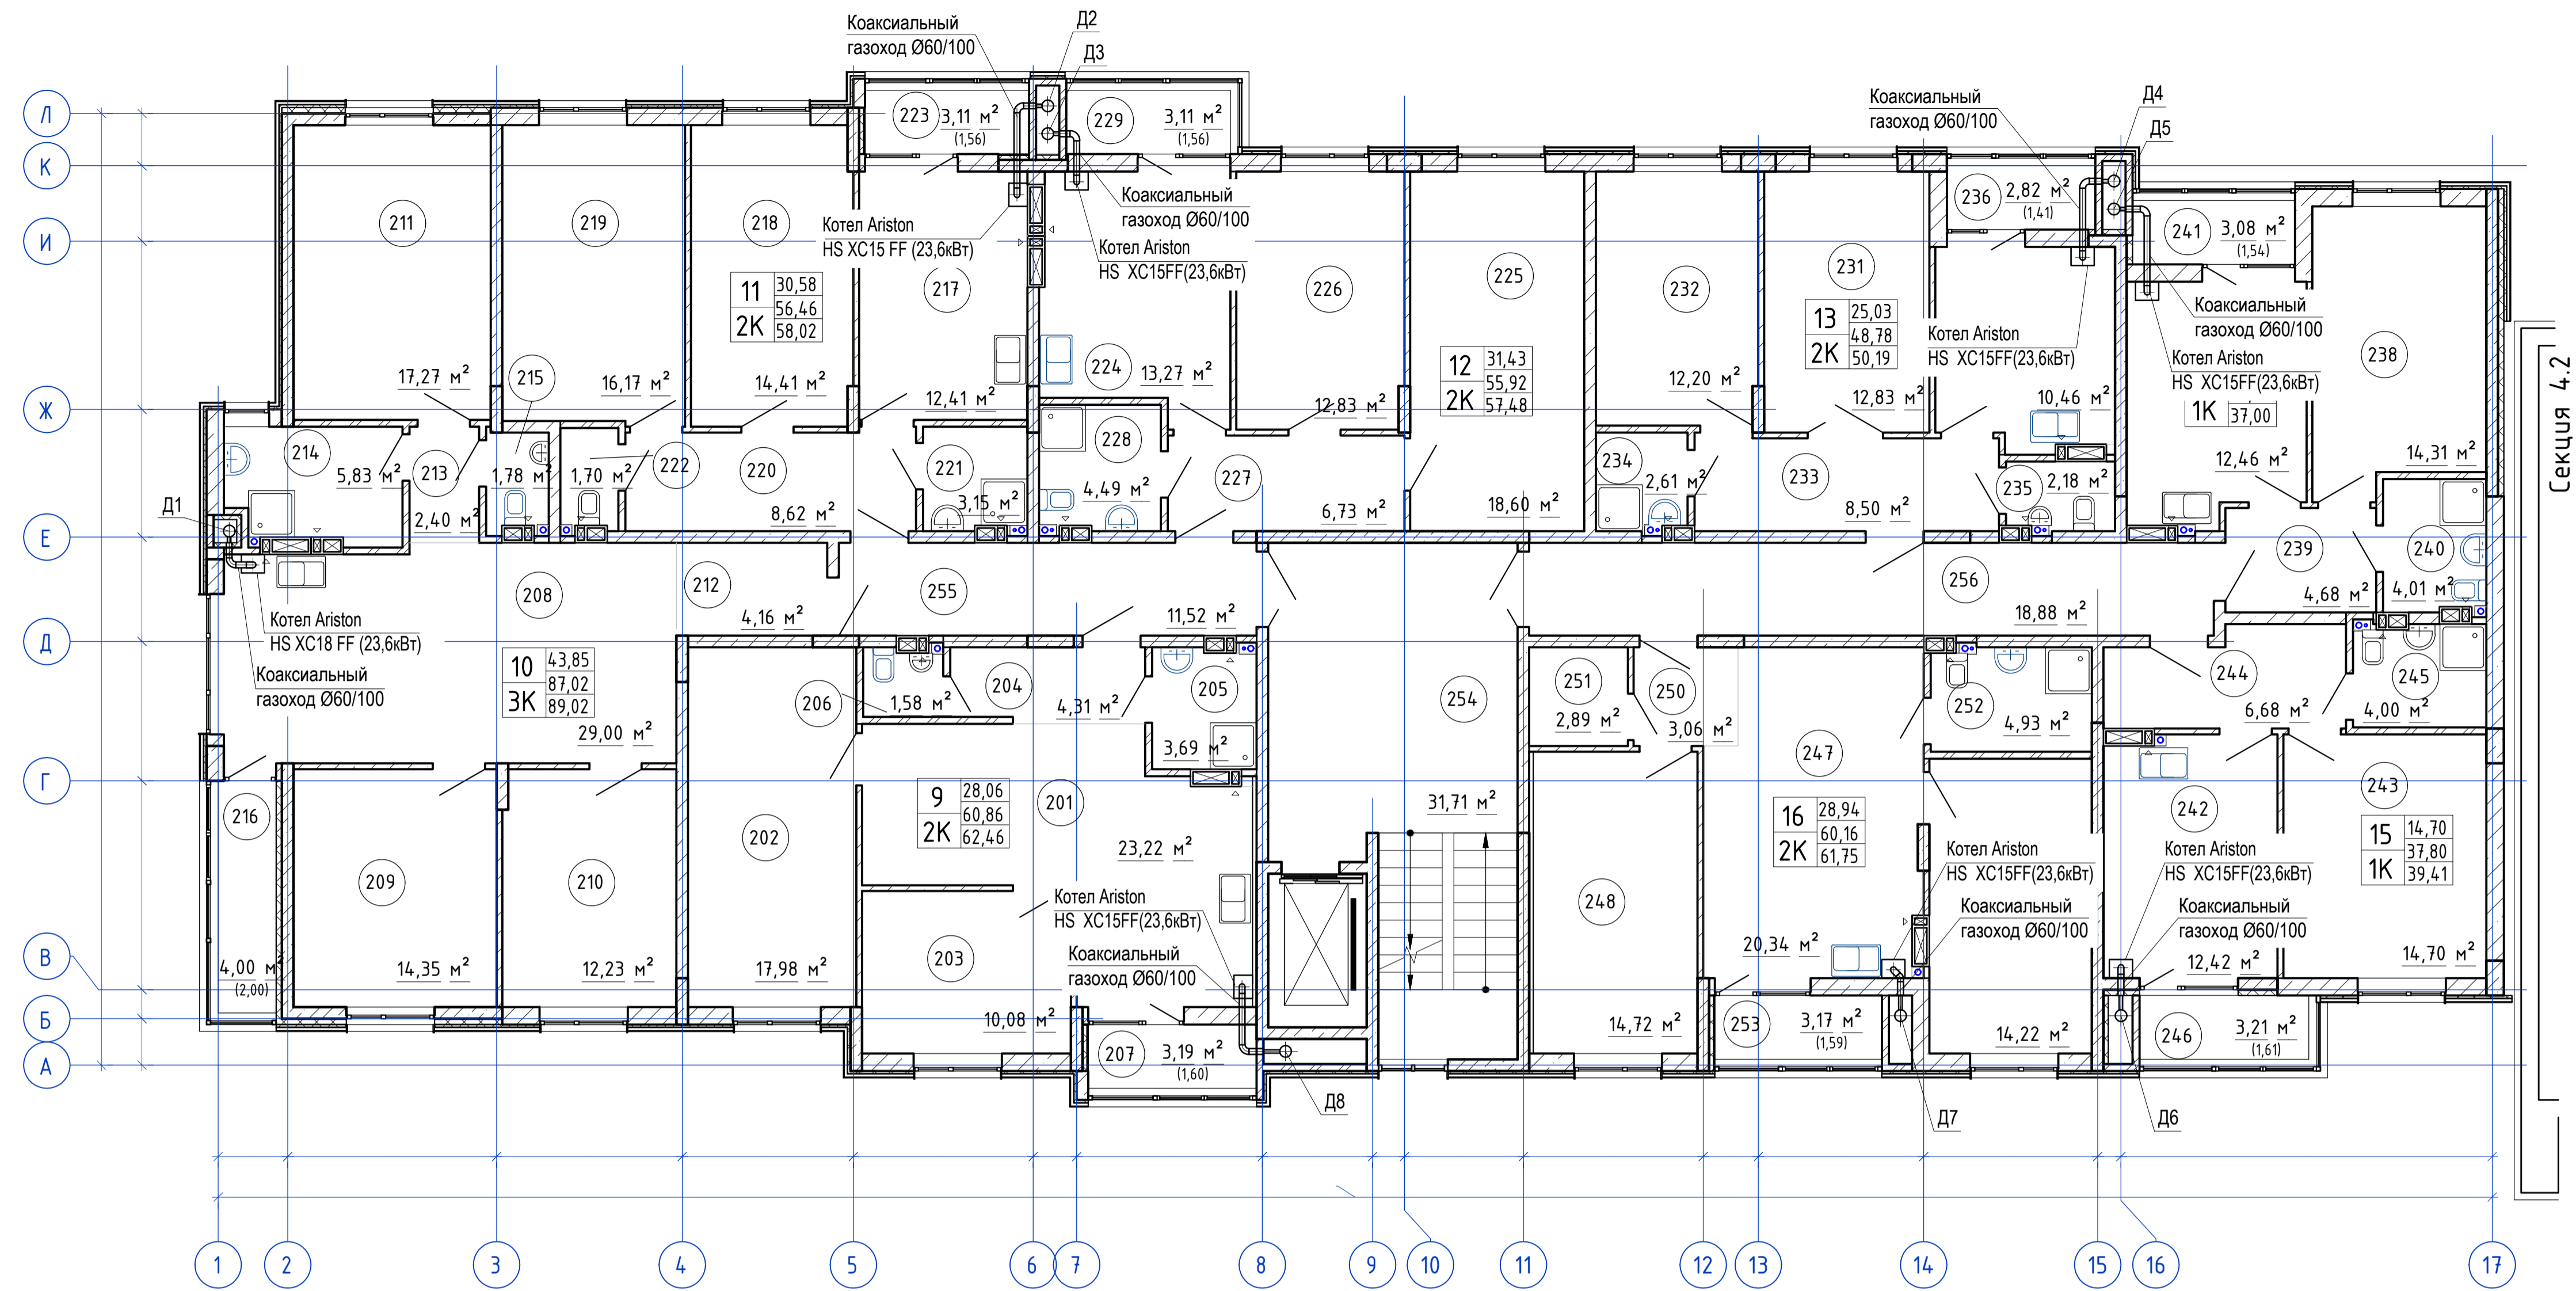 Коаксиальный
газоход Ø60/100
Д2
Д3
Коаксиальный
газоход Ø60/100
Д4
Д5
Л
К
И
Ж
Е
Д
Г
В
Б
А
223
3,11 м²
(1,56)
229
3,11 м²
(1,56)
236
2,82 м²
(1,41)
241
3,08 м²
(1,54)
211
219
218
Котел Ariston
HS XC15 FF (23,6кВт)
Коаксиальный
газоход Ø60/100
Котел Ariston
HS XC15FF(23,6кВт)
217
226
225
232
231
11
2К
30,58
56,46
58,02
12
2К
31,43
55,92
57,48
13
2К
25,03
48,78
50,19
Котел Ariston
HS XC15FF(23,6кВт)
Коаксиальный
газоход Ø60/100
Котел Ariston
HS XC15FF(23,6кВт)
1К
37,00
238
Секция 4.2
17,27 м²
215
16,17 м²
14,41 м²
12,41 м²
224
13,27 м²
12,83 м²
12,20 м²
12,83 м²
10,46 м²
12,46 м²
14,31 м²
214
5,83 м²
213
1,78 м²
1,70 м²
222
220
221
228
4,49 м²
227
234
2,61 м²
233
235
2,18 м²
Д1
2,40 м²
8,62 м²
3,15 м²
6,73 м²
18,60 м²
8,50 м²
239
240
208
212
255
256
4,16 м²
11,52 м²
18,88 м²
4,68 м²
4,01 м²
Котел Ariston
HS XC18 FF (23,6кВт)
Коаксиальный
газоход Ø60/100
10
3К
43,85
87,02
89,02
29,00 м²
206
1,58 м²
204
4,31 м²
205
3,69 м²
254
251
2,89 м²
250
3,06 м²
252
4,93 м²
244
6,68 м²
245
4,00 м²
247
216
209
210
202
9
2К
28,06
60,86
62,46
201
23,22 м²
31,71 м²
16
2К
28,94
60,16
61,75
242
243
15
1К
14,70
37,80
39,41
Котел Ariston
HS XC15FF(23,6кВт)
Коаксиальный
газоход Ø60/100
Котел Ariston
HS XC15FF(23,6кВт)
Коаксиальный
газоход Ø60/100
Котел Ariston
HS XC15FF(23,6кВт)
Коаксиальный
газоход Ø60/100
248
203
4,00 м²
(2,00)
14,35 м²
12,23 м²
17,98 м²
10,08 м²
20,34 м²
12,42 м²
14,70 м²
207
3,19 м²
(1,60)
14,72 м²
253
3,17 м²
(1,59)
14,22 м²
246
3,21 м²
(1,61)
Д8
Д7
Д6
1
2
3
4
5
6
7
8
9
10
11
12
13
14
15
16
17